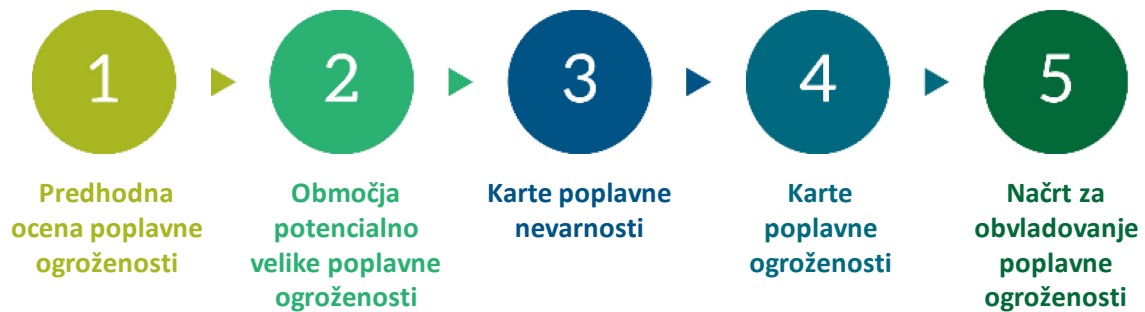 1
2
3
4
5
Predhodna
ocena poplavne
ogroženosti
Območja
potencialno
velike poplavne
ogroženosti
Karte poplavne
nevarnosti
Karte
poplavne
ogroženosti
Načrt za
obvladovanje
poplavne
ogroženosti